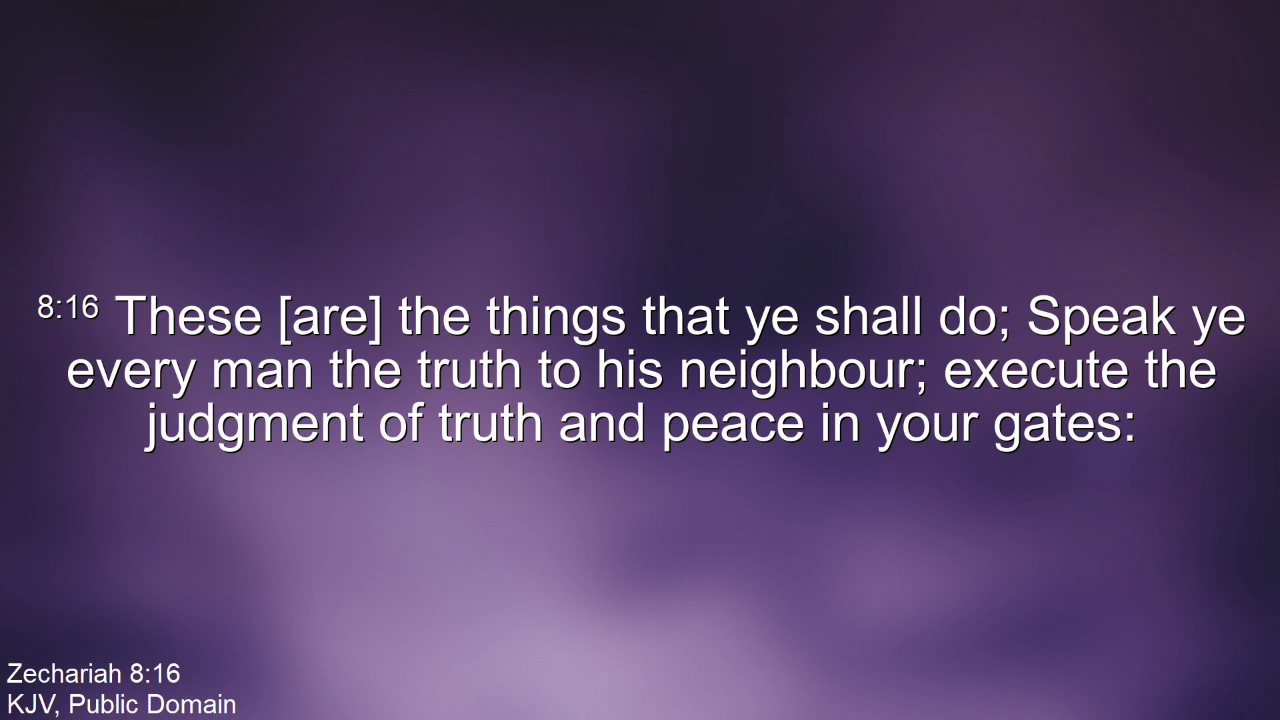 8:16 These [are] the things that ye shall do; Speak ye
every man the truth to his neighbour; execute the
judgment of truth and peace in your gates:
Zechariah 8:16
KJV, Public Domain